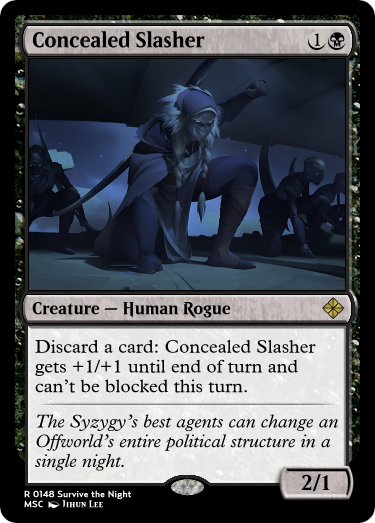 Concealed Slasher 1
Creature — Human Rogue
Discard a card: Concealed Slasher
gets +1/+1 until end of turn and
can't be blocked this turn.
The Syzygy's best agents can change an
Offworld's entire political structure in a
single night.
2/1
R 0148 Survive the Night
MSC Jihun Lee